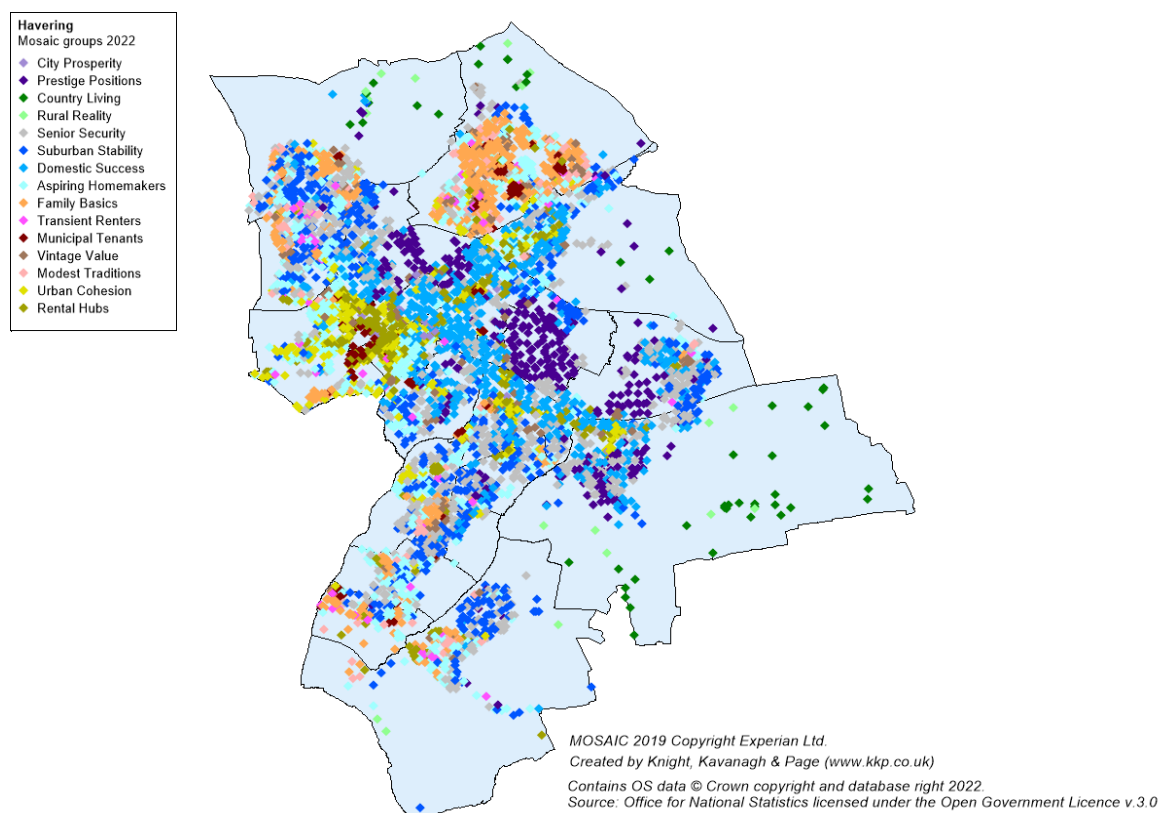 Havering
Mosaic groups 2022
City Prosperity
Prestige Positions
Country Living
Rural Reality
Senior Security
Suburban Stability
Domestic Success
Aspiring Homemakers
Family Basics
Transient Renters
Municipal Tenants
Vintage Value
Modest Traditions
Urban Cohesion
Rental Hubs
MOSAIC 2019 Copyright Experian Ltd.
Created by Knight, Kavanagh & Page (www.kkp.co.uk)
Contains OS data © Crown copyright and database right 2022.
Source: Office for National Statistics licensed under the Open Government Licence v.3.0